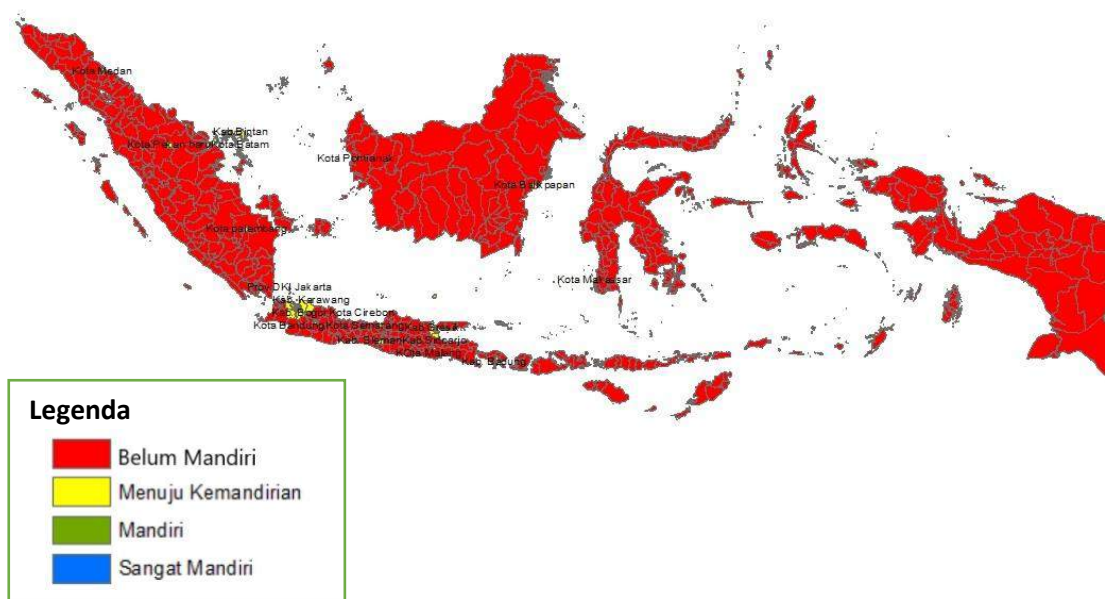 Kota Medan
Kab Bintan
Kota Pekan baru
Kota Batam
Kota Pontianak
Kota Balikpapan
Kota Palembang
Kota Makassar
Prov DKI Jakarta
Kab. Karawang
Kab. Bogor
Kota Cirebon
Kota Bandung
Kota Semarang
Kab. Sleman
Kab Sidoarjo
Kota Malang
Kab. Badung
Legenda
Belum Mandiri
Menuju Kemandirian
Mandiri
Sangat Mandiri